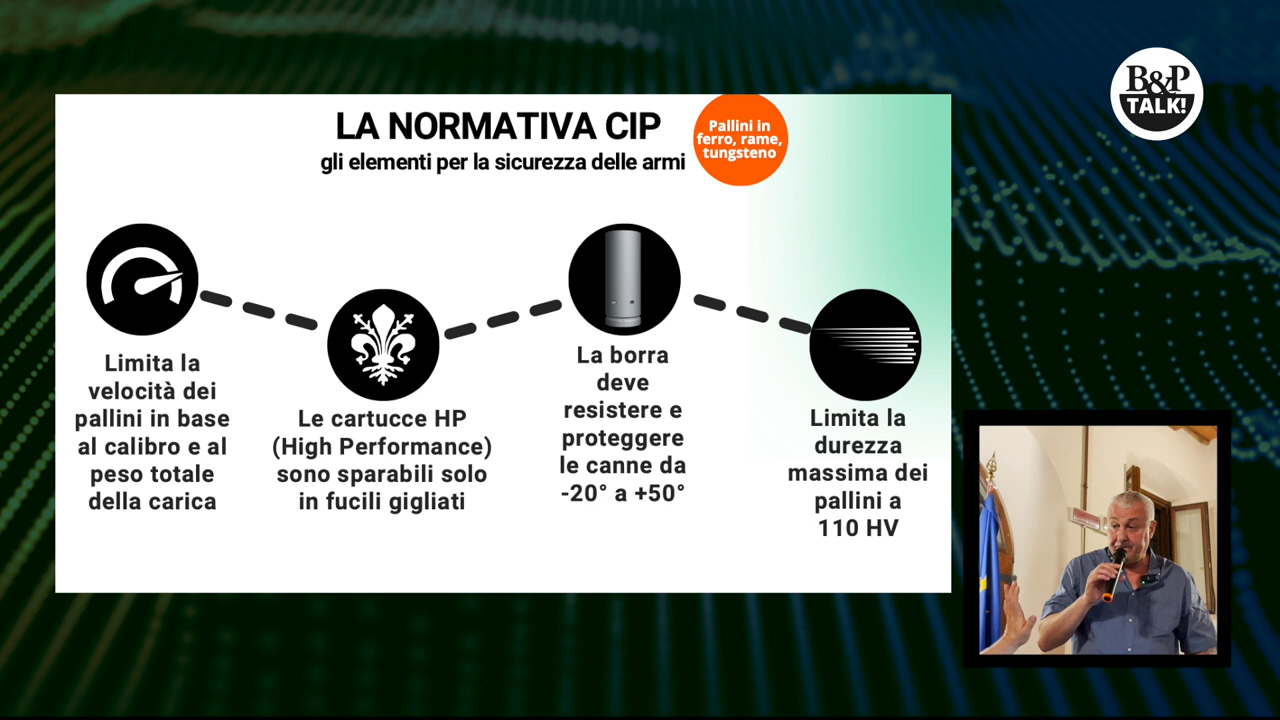 B&P
TALK!
LA NORMATIVA CIP
gli elementi per la sicurezza delle armi
Pallini in
ferro, rame,
tungsteno
Limita la
velocità dei
pallini in base
al calibro e al
peso totale
della carica
Le cartucce HP
(High Performance)
sono sparabili solo
in fucili gigliati
La borra
deve
resistere e
proteggere
le canne da
-20° a +50°
Limita la
durezza
massima dei
pallini a
110 HV